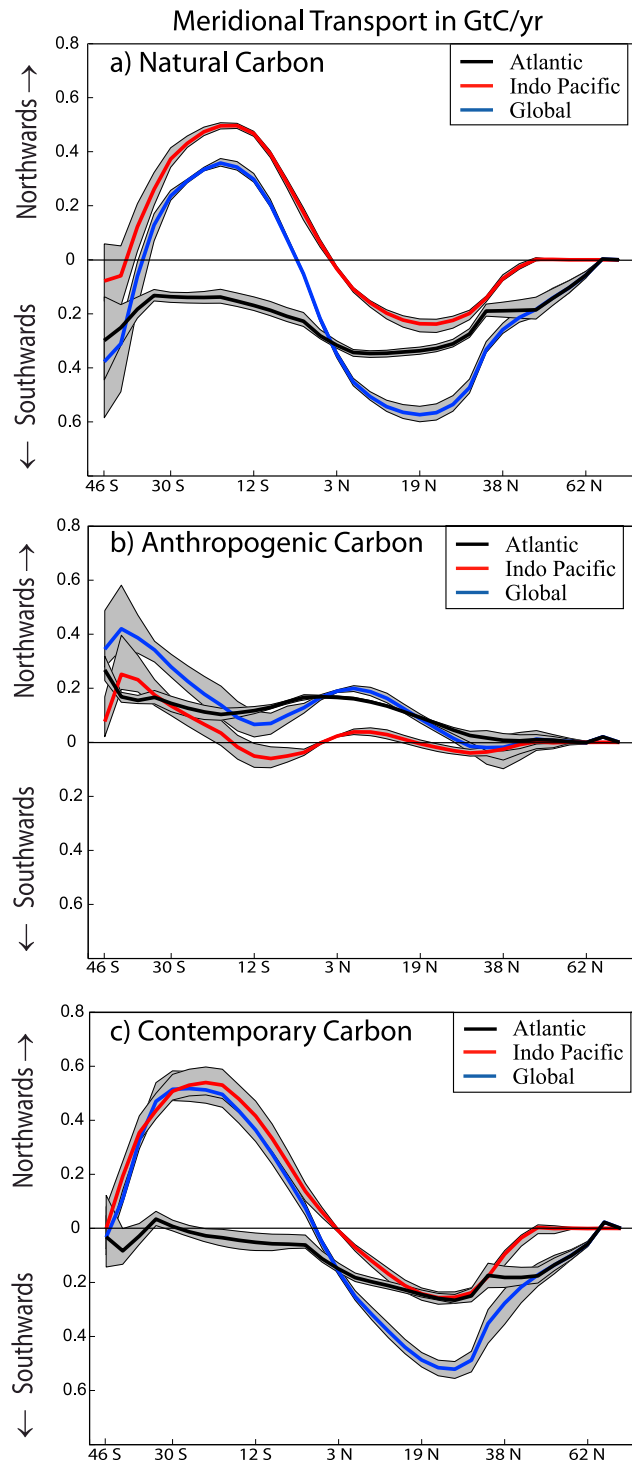 Meridional Transport in GtC/yr
a) Natural Carbon
Atlantic
Indo Pacific
Global
Northwards →
← Southwards
0.8
0.6
0.4
0.2
0
0.2
0.4
0.6
46 S 30 S 12 S 3 N 19 N 38 N 62 N
b) Anthropogenic Carbon
Atlantic
Indo Pacific
Global
Northwards →
← Southwards
0.8
0.6
0.4
0.2
0
0.2
0.4
0.6
46 S 30 S 12 S 3 N 19 N 38 N 62 N
c) Contemporary Carbon
Atlantic
Indo Pacific
Global
Northwards →
← Southwards
0.8
0.6
0.4
0.2
0
0.2
0.4
0.6
46 S 30 S 12 S 3 N 19 N 38 N 62 N